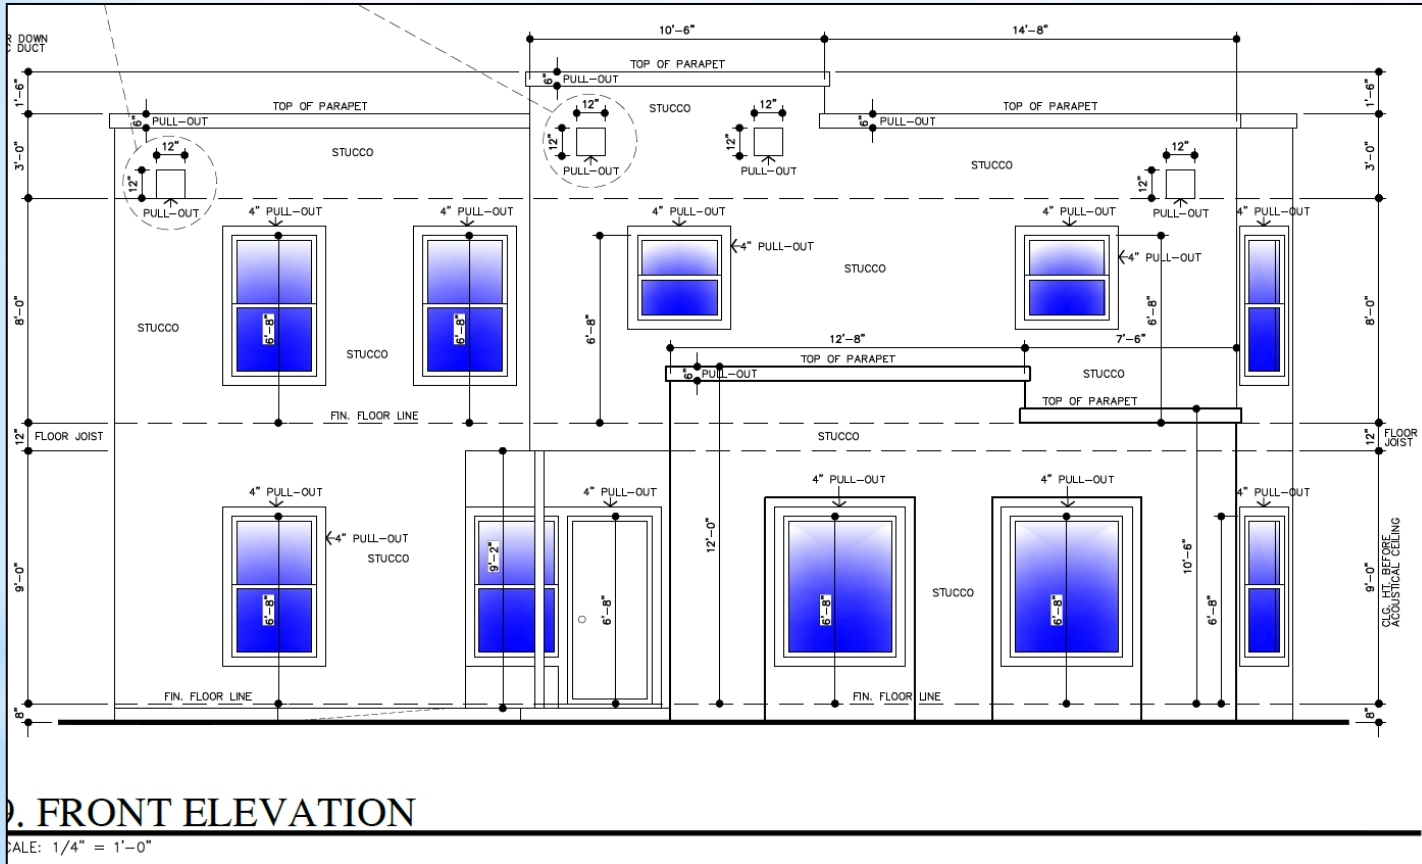 10'-6"
14'-8"
R DOWN
C DUCT
TOP OF PARAPET
6"
PULL-OUT
1'-6"
1'-6"
TOP OF PARAPET
6"
PULL-OUT
STUCCO
12"
12"
TOP OF PARAPET
6"
PULL-OUT
12"
STUCCO
12"
12"
STUCCO
12"
3'-0"
3'-0"
12"
PULL-OUT
PULL-OUT
12"
PULL-OUT
PULL-OUT
4" PULL-OUT
4" PULL-OUT
4" PULL-OUT
4" PULL-OUT
4" PULL-OUT
4" PULL-OUT
4" PULL-OUT
STUCCO
8'-0"
STUCCO
6'-8"
6'-8"
6'-8"
6'-8"
8'-0"
STUCCO
12'-8"
7'-6"
TOP OF PARAPET
6"
PULL-OUT
STUCCO
TOP OF PARAPET
FIN. FLOOR LINE
12"
FLOOR JOIST
STUCCO
12"
FLOOR
JOIST
4" PULL-OUT
4" PULL-OUT
4" PULL-OUT
4" PULL-OUT
4" PULL-OUT
4" PULL-OUT
STUCCO
9'-2"
12'-0"
10'-6"
9'-0"
6'-8"
6'-8"
6'-8"
STUCCO
6'-8"
6'-8"
9'-0"
CLG. HT. BEFORE
ACOUSTICAL CEILING
FIN. FLOOR LINE
FIN. FLOOR LINE
8"
8"
9. FRONT ELEVATION
CALE: 1/4" = 1'-0"